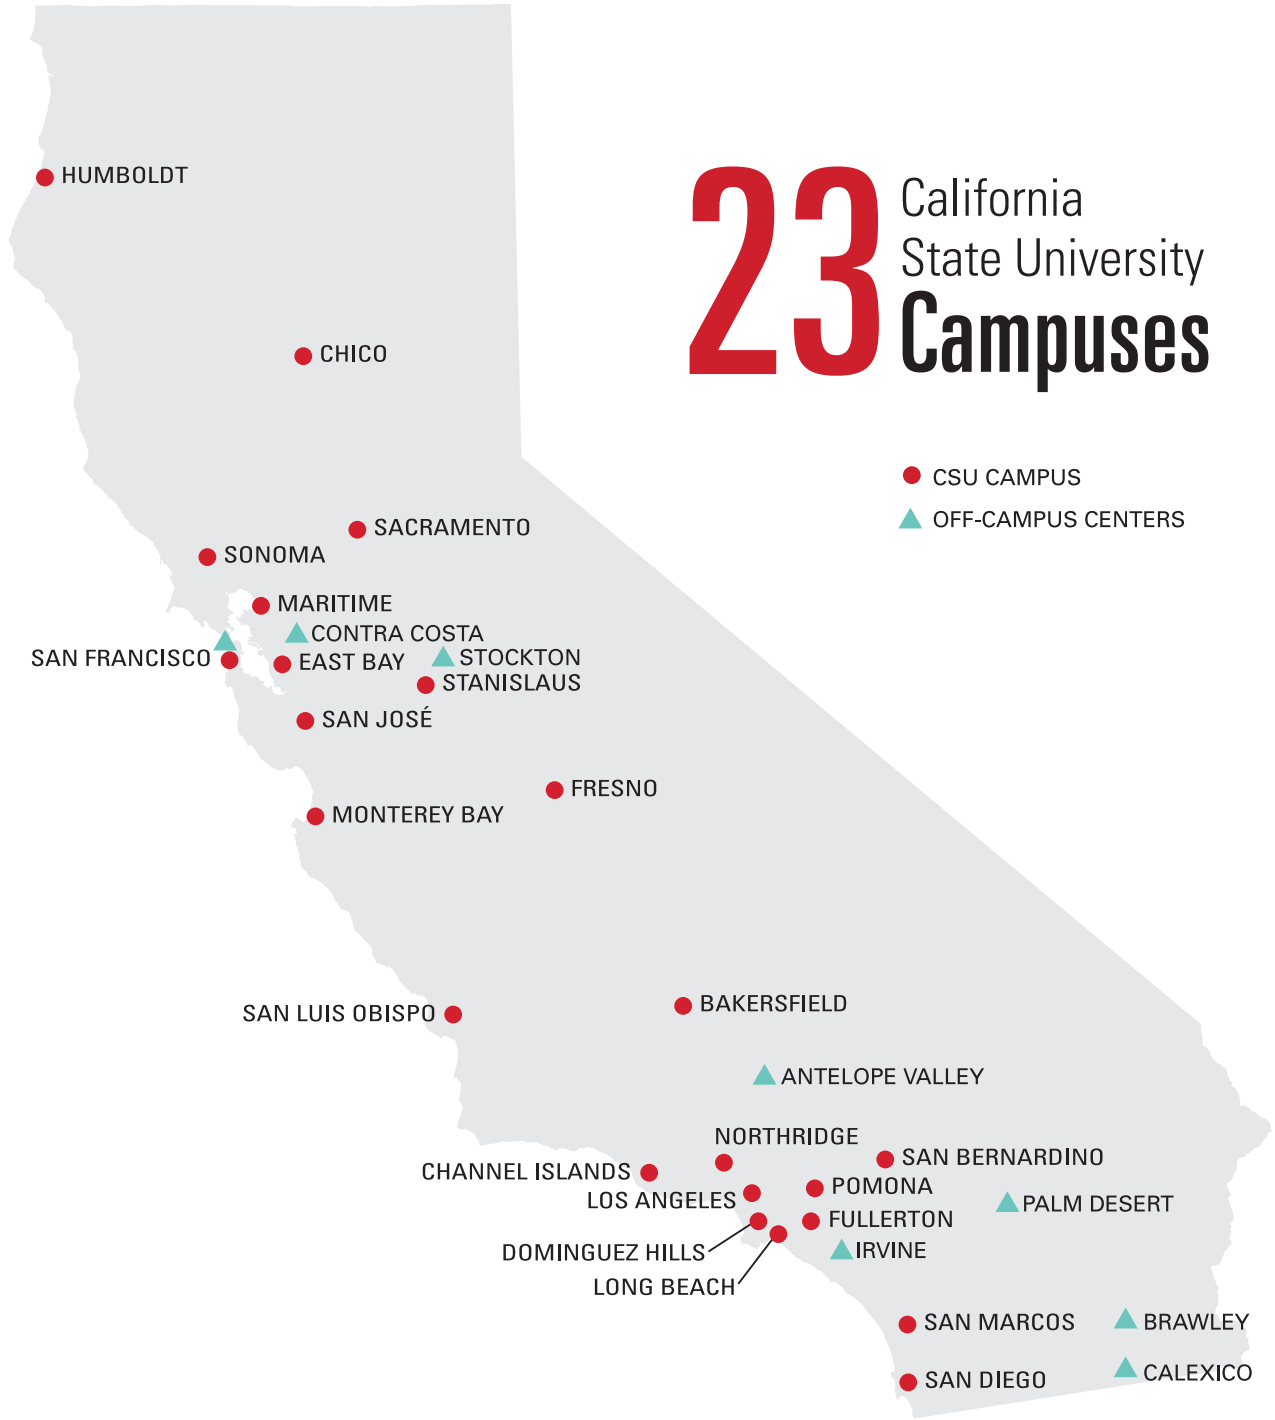 23
California
State University
Campuses
CSU CAMPUS
OFF-CAMPUS CENTERS
HUMBOLDT
CHICO
SACRAMENTO
SONOMA
MARITIME
CONTRA COSTA
SAN FRANCISCO
EAST BAY
STOCKTON
STANISLAUS
SAN JOSÉ
FRESNO
MONTEREY BAY
SAN LUIS OBISPO
BAKERSFIELD
ANTELOPE VALLEY
NORTHRIDGE
SAN BERNARDINO
CHANNEL ISLANDS
POMONA
LOS ANGELES
PALM DESERT
FULLERTON
DOMINGUEZ HILLS
IRVINE
LONG BEACH
SAN MARCOS
BRAWLEY
SAN DIEGO
CALEXICO